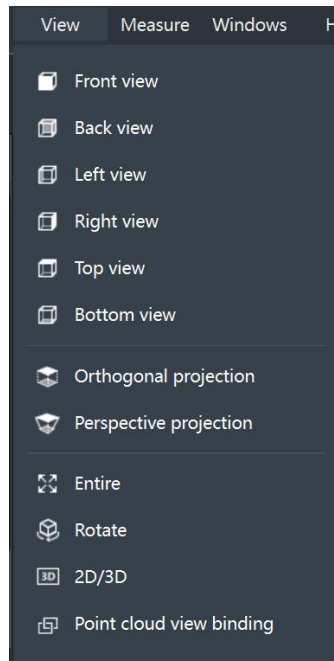 View Measure Windows H
Front view
Back view
Left view
Right view
Top view
Bottom view
Orthogonal projection
Perspective projection
Entire
Rotate
3D 2D/3D
Point cloud view binding